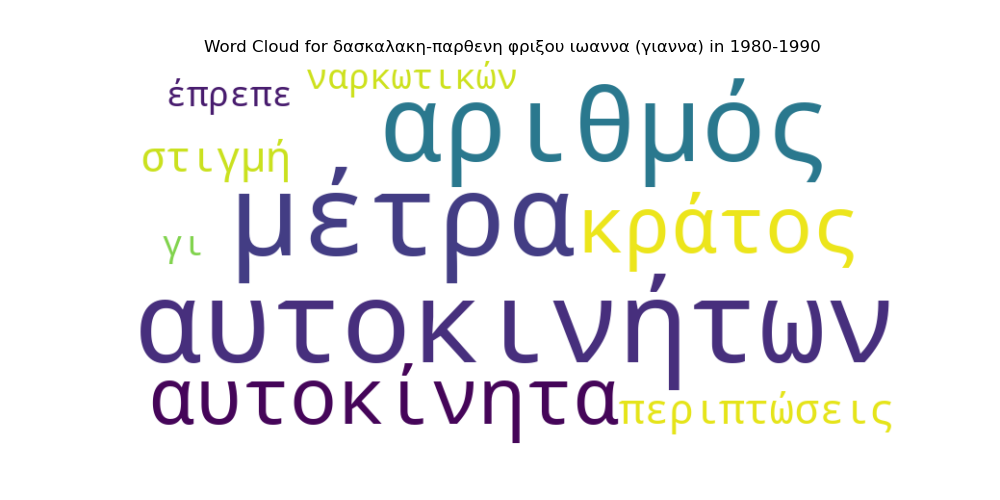 Word Cloud for δασκαλακη-παρθενη φριξου ιωαννα (γιαννα) in 1980-1990
ναρκωτικών
έπρεπε
αριθμός
στιγμή
μέτρα
κράτος
γι
αυτοκινήτων
αυτοκίνητα
περιπτώσεις